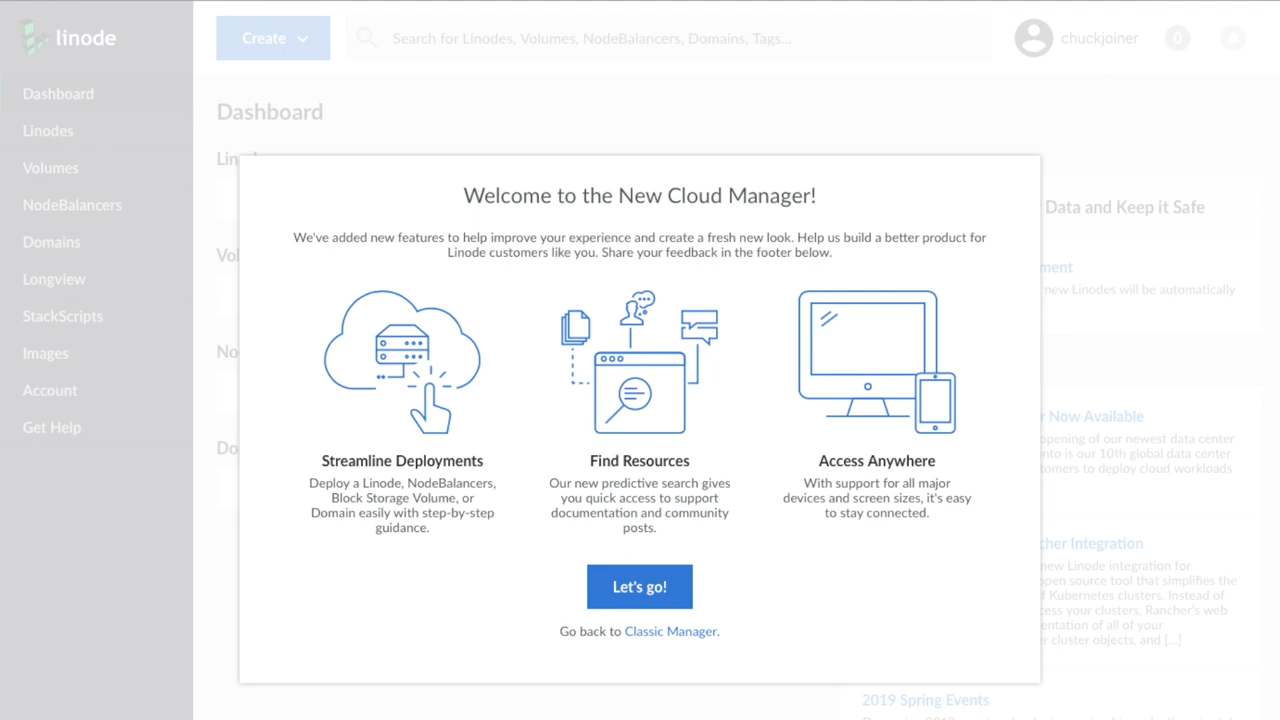 linode
Create
Search for Linodes, Volumes, NodeBalancers, Domains, Tags...
chuckjoiner
Dashboard
Linodes
Volumes
NodeBalancers
Domains
Longview
StackScripts
Images
Account
Get Help
Dashboard
Welcome to the New Cloud Manager!
We've added new features to help improve your experience and create a fresh new look. Help us build a better product for
Linode customers like you. Share your feedback in the footer below.
Streamline Deployments
Deploy a Linode, NodeBalancers,
Block Storage Volume, or
Domain easily with step-by-step
guidance.
Find Resources
Our new predictive search gives
you quick access to support
documentation and community
posts.
Access Anywhere
With support for all major
devices and screen sizes, it's easy
to stay connected.
Let's go!
Go back to Classic Manager.
Data and Keep it Safe
new Linodes will be automatically
Now Available
opening of our newest data center
is our 10th global data center
to deploy cloud workloads
Integration
new Linode integration for
open source tool that simplifies the
Kubernetes clusters. Instead of
your clusters, Rancher's web
of all of your
cluster objects, and [...]
2019 Spring Events